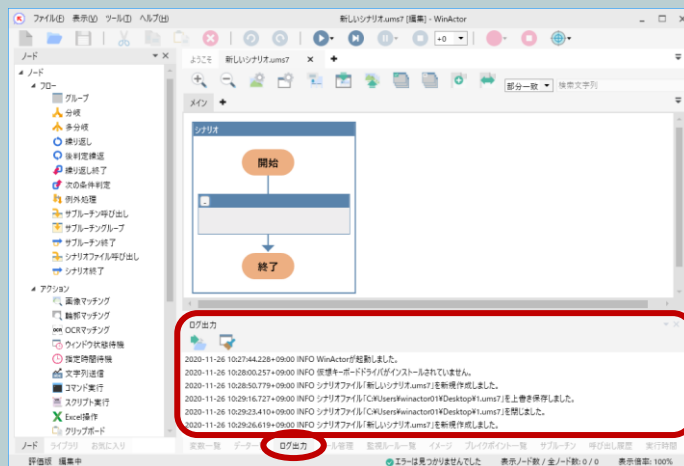 ファイル(F) 表示(V) ツール(T) ヘルプ(H)
新しいシナリオ.ums7 [編集] - WinActor
+0
ノード
ようこそ 新しいシナリオ.ums7
ノード
フロー
グループ
分岐
多分岐
繰り返し
後判定繰返
繰り返し終了
次の条件判定
例外処理
サブルーチン呼び出し
サブルーチングループ
サブルーチン終了
シナリオファイル呼び出し
シナリオ終了
アクション
画像マッチング
輪郭マッチング
OCRマッチング
ウィンドウ状態待機
指定時間待機
文字列送信
コマンド実行
スクリプト実行
Excel操作
クリップボード
部分一致 検索文字列
メイン
シナリオ
開始
終了
ログ出力
2020-11-26 10:27:44.228+09:00 INFO WinActorが起動しました。
2020-11-26 10:28:00.257+09:00 INFO 仮想キーボードドライバがインストールされていません。
2020-11-26 10:28:50.779+09:00 INFO シナリオファイル「新しいシナリオ.ums7」を新規作成しました。
2020-11-26 10:29:16.727+09:00 INFO シナリオファイル「C:¥Users¥winactor01¥Desktop¥1.ums7」を上書き保存しました。
2020-11-26 10:29:23.410+09:00 INFO シナリオファイル「C:¥Users¥winactor01¥Desktop¥1.ums7」を閉じました。
2020-11-26 10:29:26.619+09:00 INFO シナリオファイル「新しいシナリオ.ums7」を新規作成しました。
ノード ライブラリ お気に入り
変数一覧 データ ログ出力 管理 監視ルール一覧 イメージ ブレイクポイント一覧 サブルーチン 呼び出し履歴 実行時間
評価版 編集中
エラーは見つかりませんでした 表示ノード数 / 全ノード数: 0 / 0 表示倍率: 100%